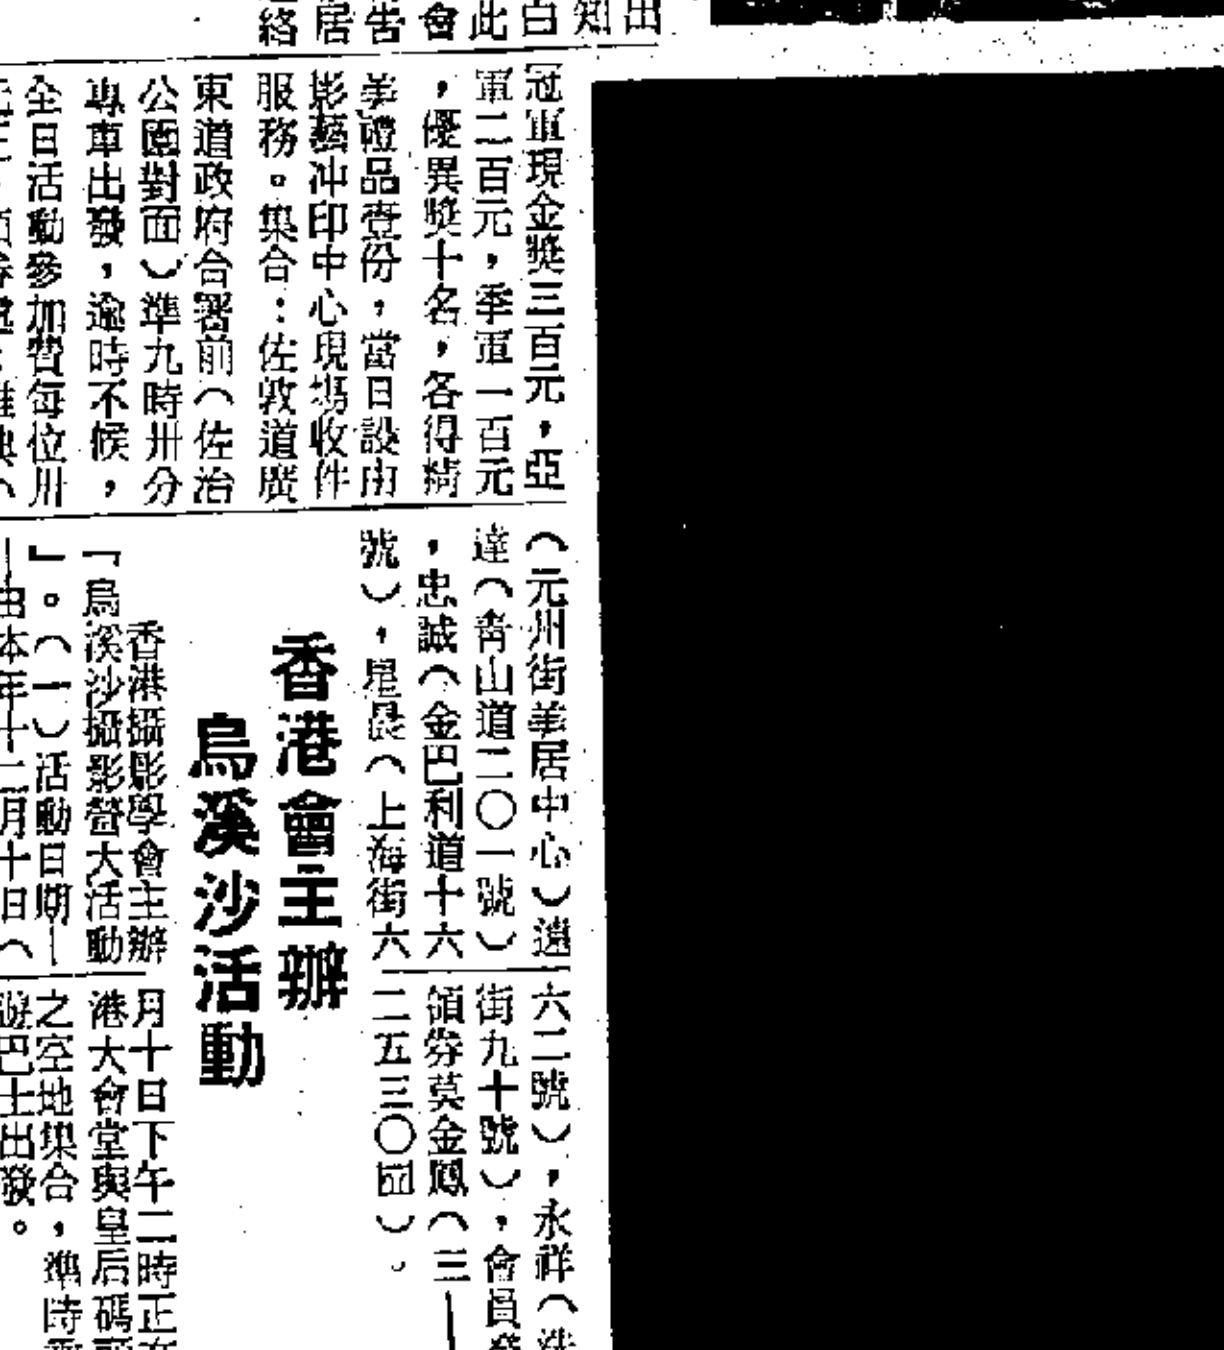 出
知
白
此
會
告
居
絡
冠軍現金獎三百元，亞
軍二百元，季軍一百元
，優異獎十名，各得精
美禮品壹份，當日設由
影藝冲印中心現塲收件
服務。集合：佐敦道廣
東道政府合署前（佐治
公園對面）準九時卅分
專車出發，逾時不候，
全日活動參加費每位卅
（元州街美居中心）遠
達（青山道二〇一號）
，忠誠（金巴利道十六
號），星晨（上海街六
六二號），永祥（
街九十號），會員
領券莫金鳳（三｜
二五三〇四）。
香港會主辦
烏溪沙活動
香港攝影學會主辦
「烏溪沙攝影營大活動
」。（一）活動日期｜
｜由本年十二月十日（
月十日下午二時正在
港大會堂與皇后碼頭
之空地集合，準時乘
遊巴士出發。